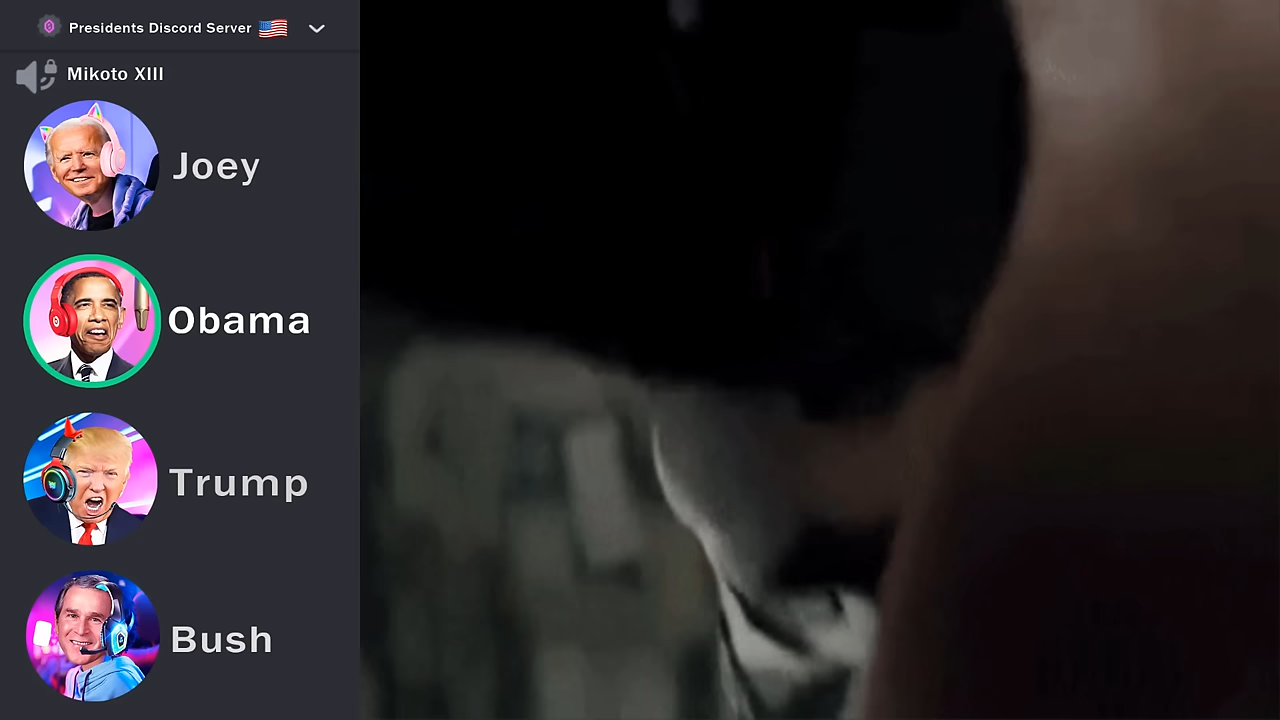 Presidents Discord Server
Mikoto XIII
Joey
Obama
Trump
Bush